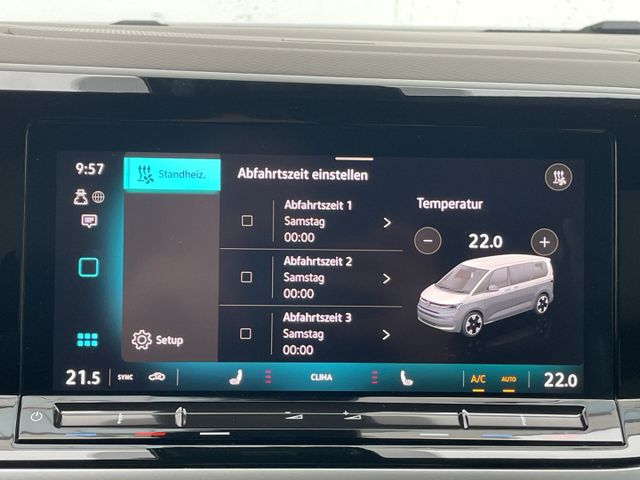 9:57
Standheiz.
Abfahrtszeit einstellen
Abfahrtszeit 1
Samstag
00:00
Temperatur
22.0
Abfahrtszeit 2
Samstag
00:00
Abfahrtszeit 3
Samstag
00:00
Setup
21.5 SYNC CLIMA A/C AUTO 22.0